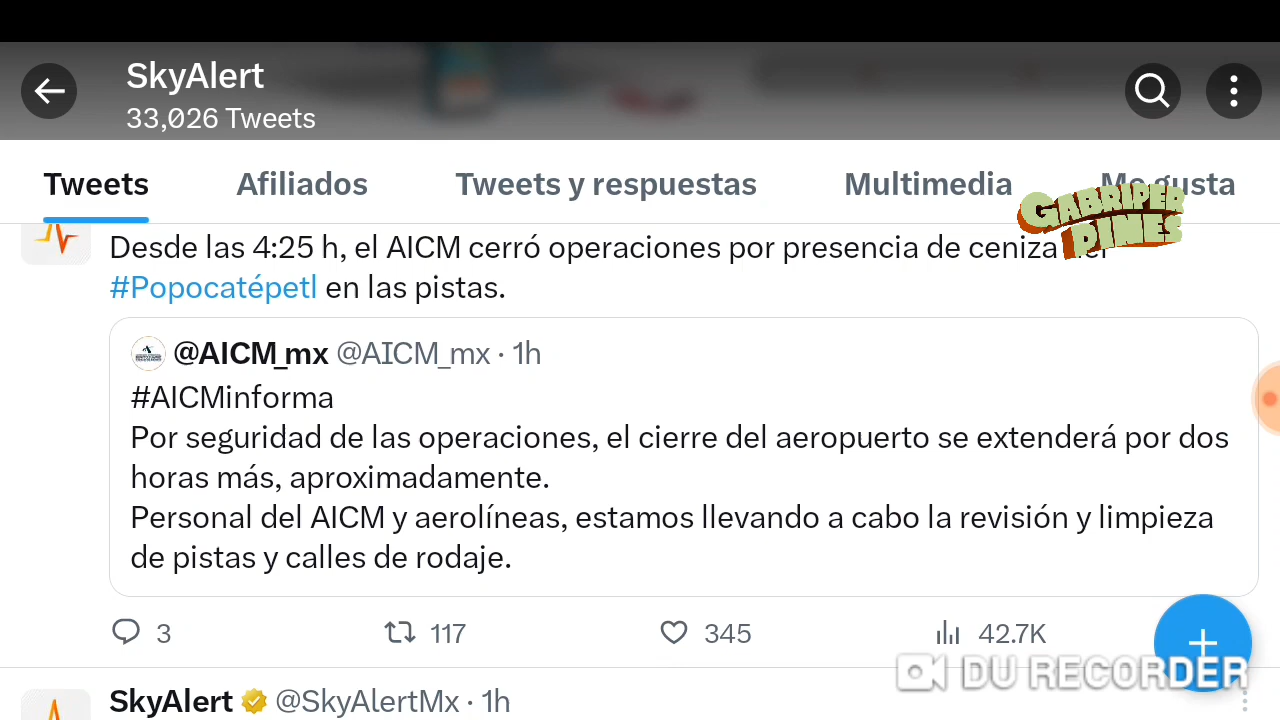 SkyAlert
33,026 Tweets
Tweets Afiliados Tweets y respuestas Multimedia Me gusta
GABRIPER
PINES
Desde las 4:25 h, el AICM cerró operaciones por presencia de ceniza
#Popocatépetl en las pistas.
@AICM_mx @AICM_mx · 1h
#AICMinforma
Por seguridad de las operaciones, el cierre del aeropuerto se extenderá por dos
horas más, aproximadamente.
Personal del AICM y aerolíneas, estamos llevando a cabo la revisión y limpieza
de pistas y calles de rodaje.
3 117 345 42.7K
DU RECORDER
SkyAlert @SkyAlertMx · 1h